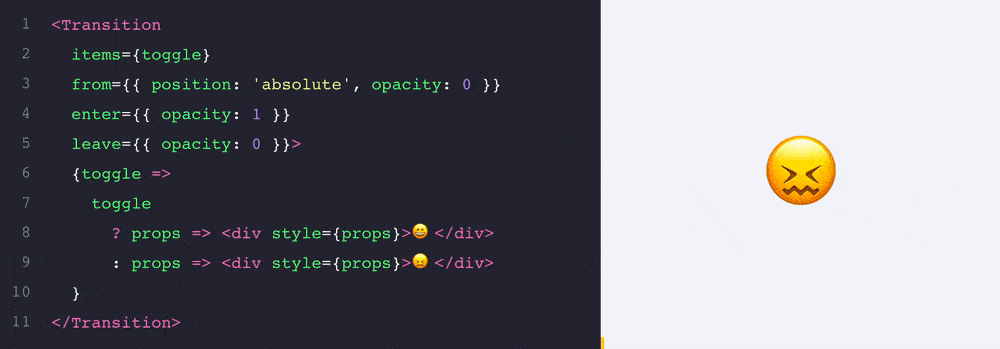 1 <Transition
2 items={toggle}
3 from={{ position: 'absolute', opacity: 0 }}
4 enter={{ opacity: 1 }}
5 leave={{ opacity: 0 }}>
6 {toggle =>
7 toggle
8 ? props => <div style={props}>😄</div>
9 : props => <div style={props}>😖</div>
10 }
11 </Transition>